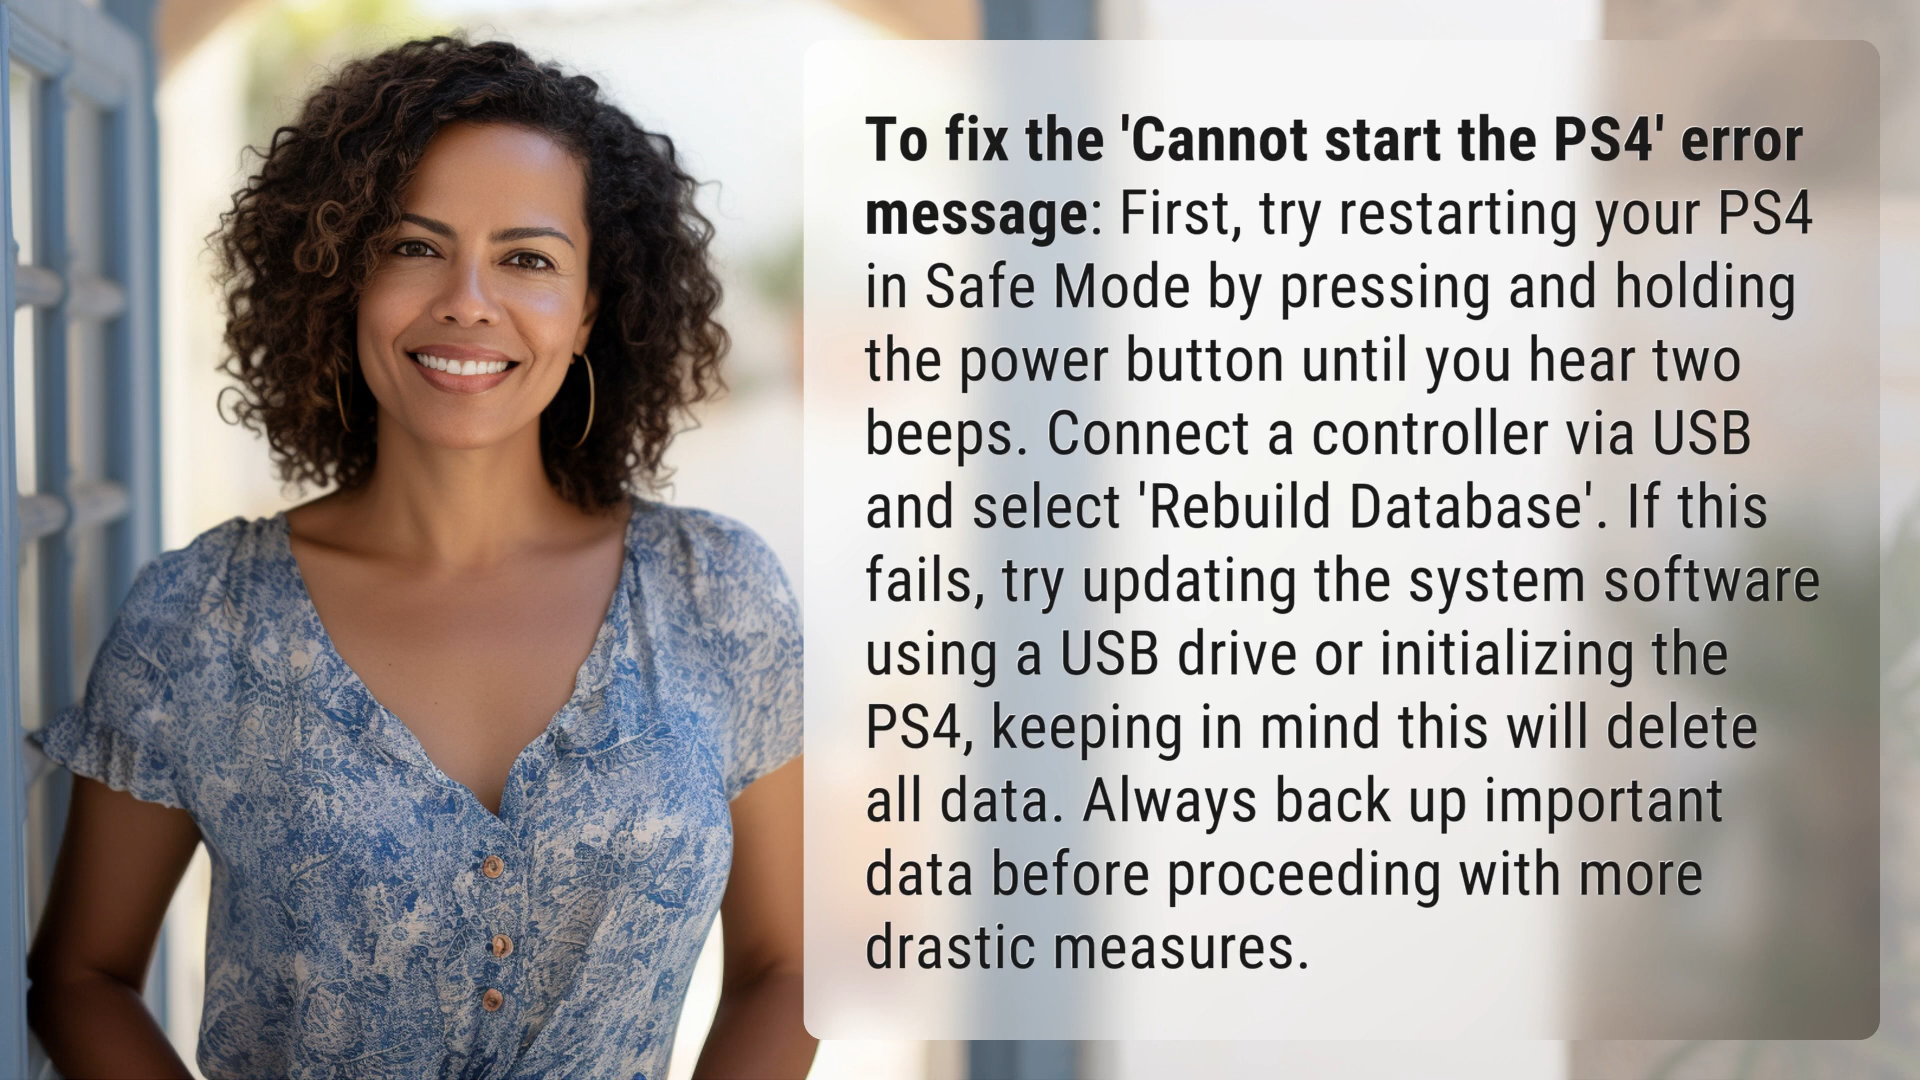 To fix the 'Cannot start the PS4' error
message: First, try restarting your PS4
in Safe Mode by pressing and holding
the power button until you hear two
beeps. Connect a controller via USB
and select 'Rebuild Database'. If this
fails, try updating the system software
using a USB drive or initializing the
PS4, keeping in mind this will delete
all data. Always back up important
data before proceeding with more
drastic measures.